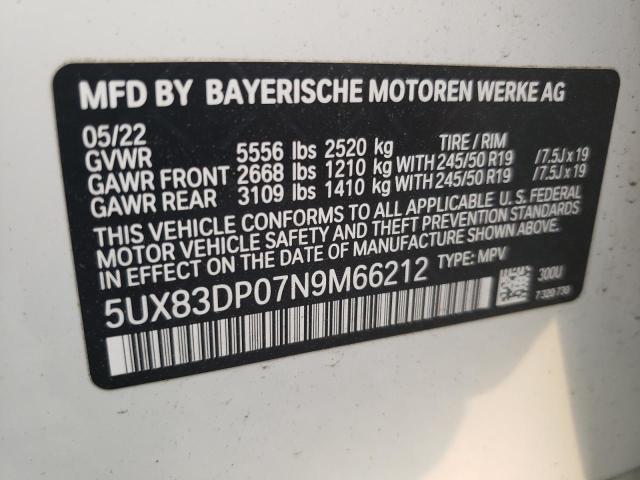 MFD BY BAYERISCHE MOTOREN WERKE AG
05/22 TIRE / RIM
GVWR 5556 lbs 2520 kg
GAWR FRONT 2668 lbs 1210 kg WITH 245/50 R19 /7.5J x 19
GAWR REAR 3109 lbs 1410 kg WITH 245/50 R19 /7.5J x 19
THIS VEHICLE CONFORMS TO ALL APPLICABLE U. S. FEDERAL
MOTOR VEHICLE SAFETY AND THEFT PREVENTION STANDARDS
IN EFFECT ON THE DATE OF MANUFACTURE SHOWN ABOVE.
5UX83DP07N9M66212 TYPE: MPV
300U
7 320 730